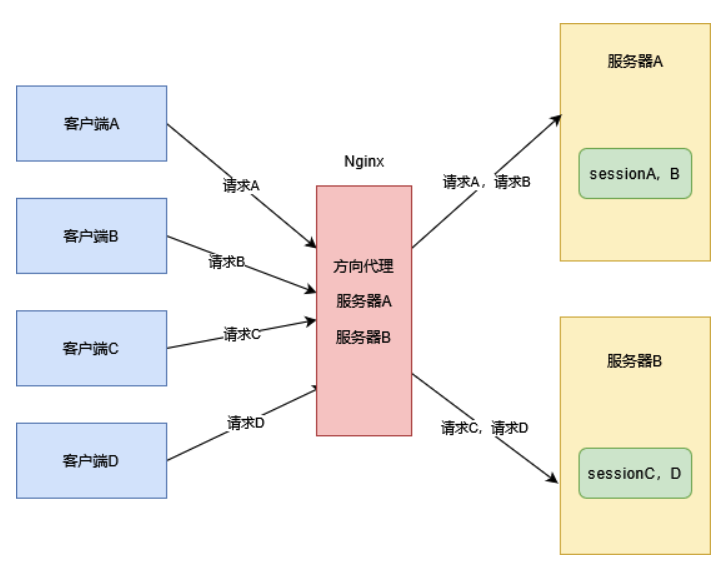 客户端A
客户端B
客户端C
客户端D
请求A
请求B
请求C
请求D
Nginx
方向代理
服务器A
服务器B
请求A，请求B
请求C，请求D
服务器A
sessionA，B
服务器B
sessionC，D